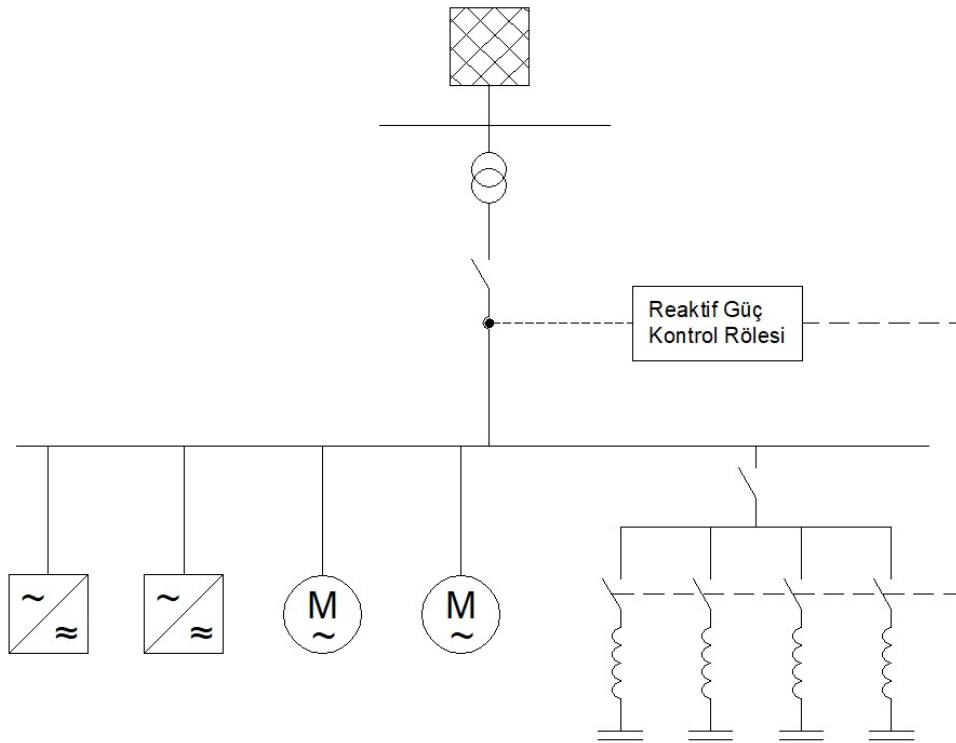 Reaktif Güç
Kontrol Rölesi
~
≈
~
≈
M
~
M
~